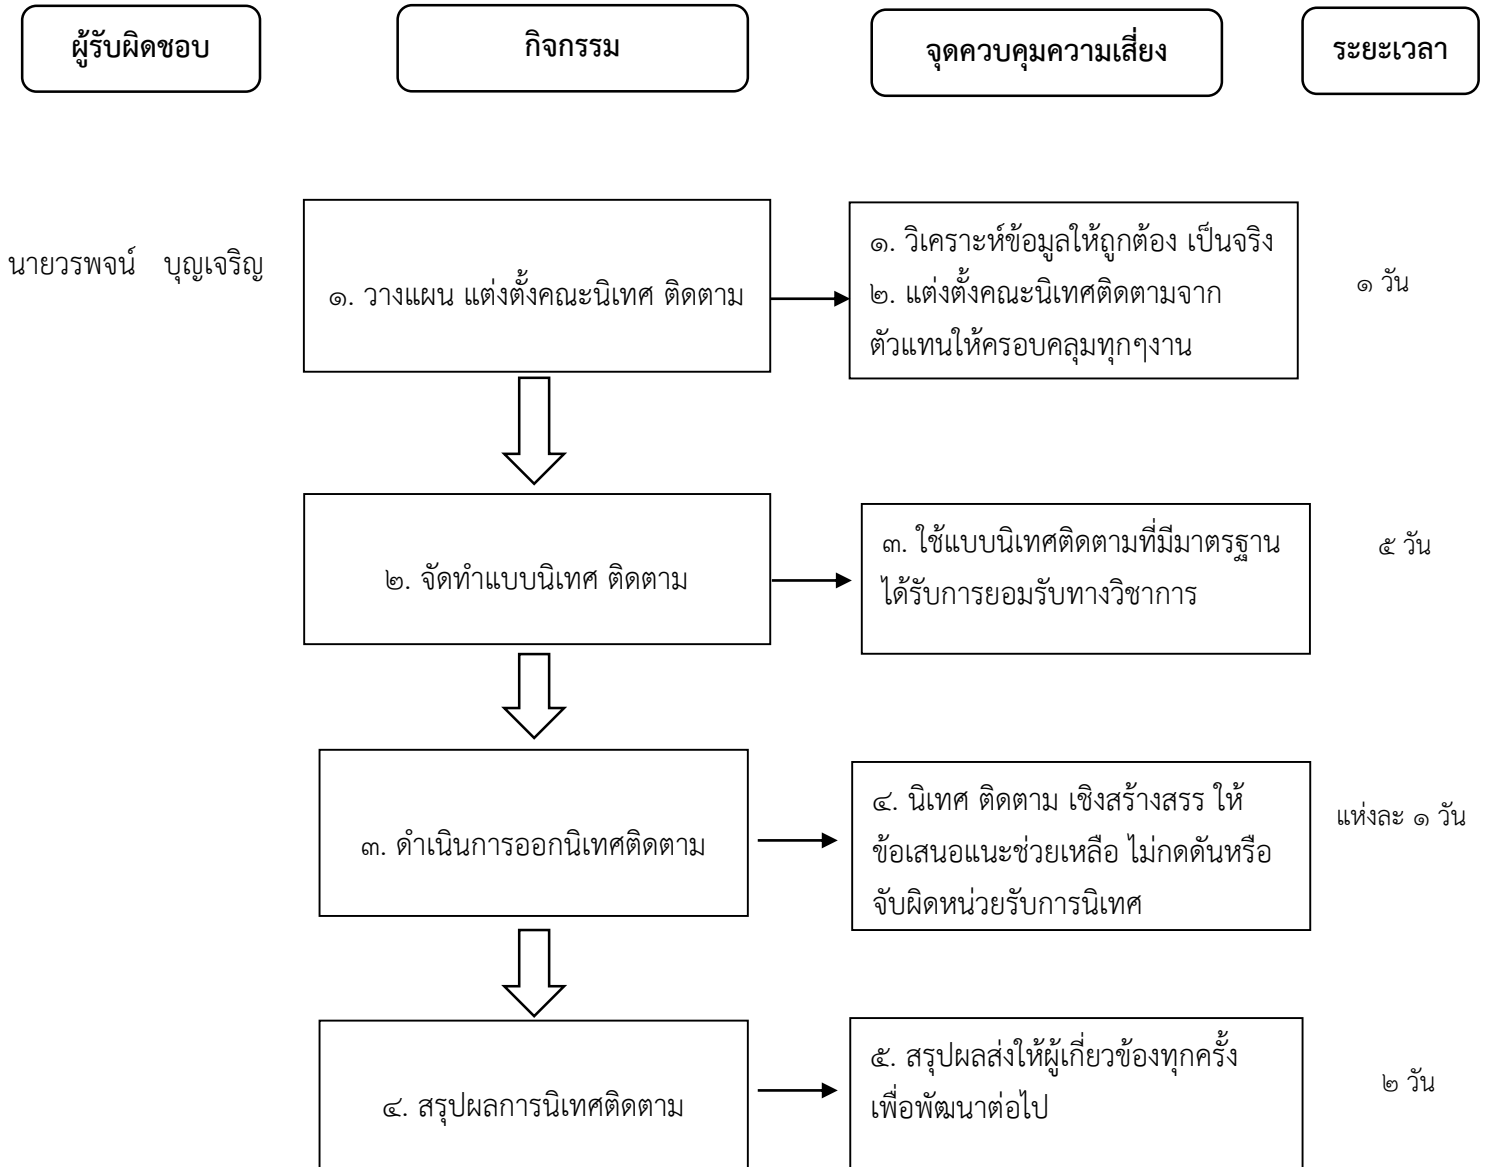 ผู้รับผิดชอบ
กิจกรรม
จุดควบคุมความเสี่ยง
ระยะเวลา
นายวรพจน์ บุญเจริญ
๑. วางแผน แต่งตั้งคณะนิเทศ ติดตาม
๑. วิเคราะห์ข้อมูลให้ถูกต้อง เป็นจริง
๒. แต่งตั้งคณะนิเทศติดตามจาก
ตัวแทนให้ครอบคลุมทุกๆงาน
๑ วัน
๒. จัดทำแบบนิเทศ ติดตาม
๓. ใช้แบบนิเทศติดตามที่มีมาตรฐาน
ได้รับการยอมรับทางวิชาการ
๕ วัน
๓. ดำเนินการออกนิเทศติดตาม
๔. นิเทศ ติดตาม เชิงสร้างสรร ให้
ข้อเสนอแนะช่วยเหลือ ไม่กดดันหรือ
จับผิดหน่วยรับการนิเทศ
แห่งละ ๑ วัน
๔. สรุปผลการนิเทศติดตาม
๕. สรุปผลส่งให้ผู้เกี่ยวข้องทุกครั้ง
เพื่อพัฒนาต่อไป
๒ วัน